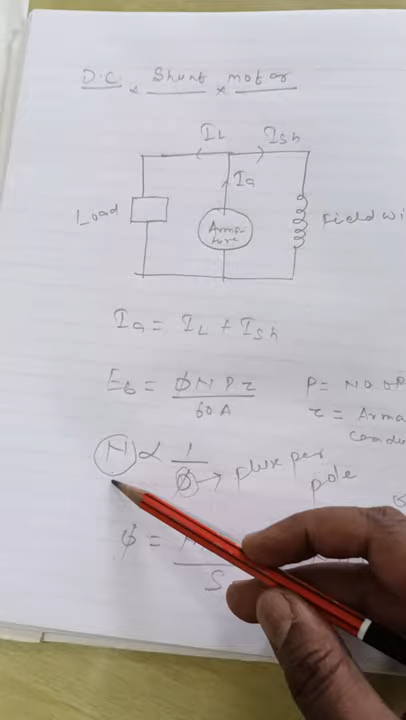 D.C. Shunt motor
IL Ish
Ia
Load Arma-ture Field Wi
Ia = IL + Ish
Eb = ϕNPz / 60A P = NO OF
z = Arma
Condu
N ∝ 1/ϕ → flux per
pole
ϕ =
S